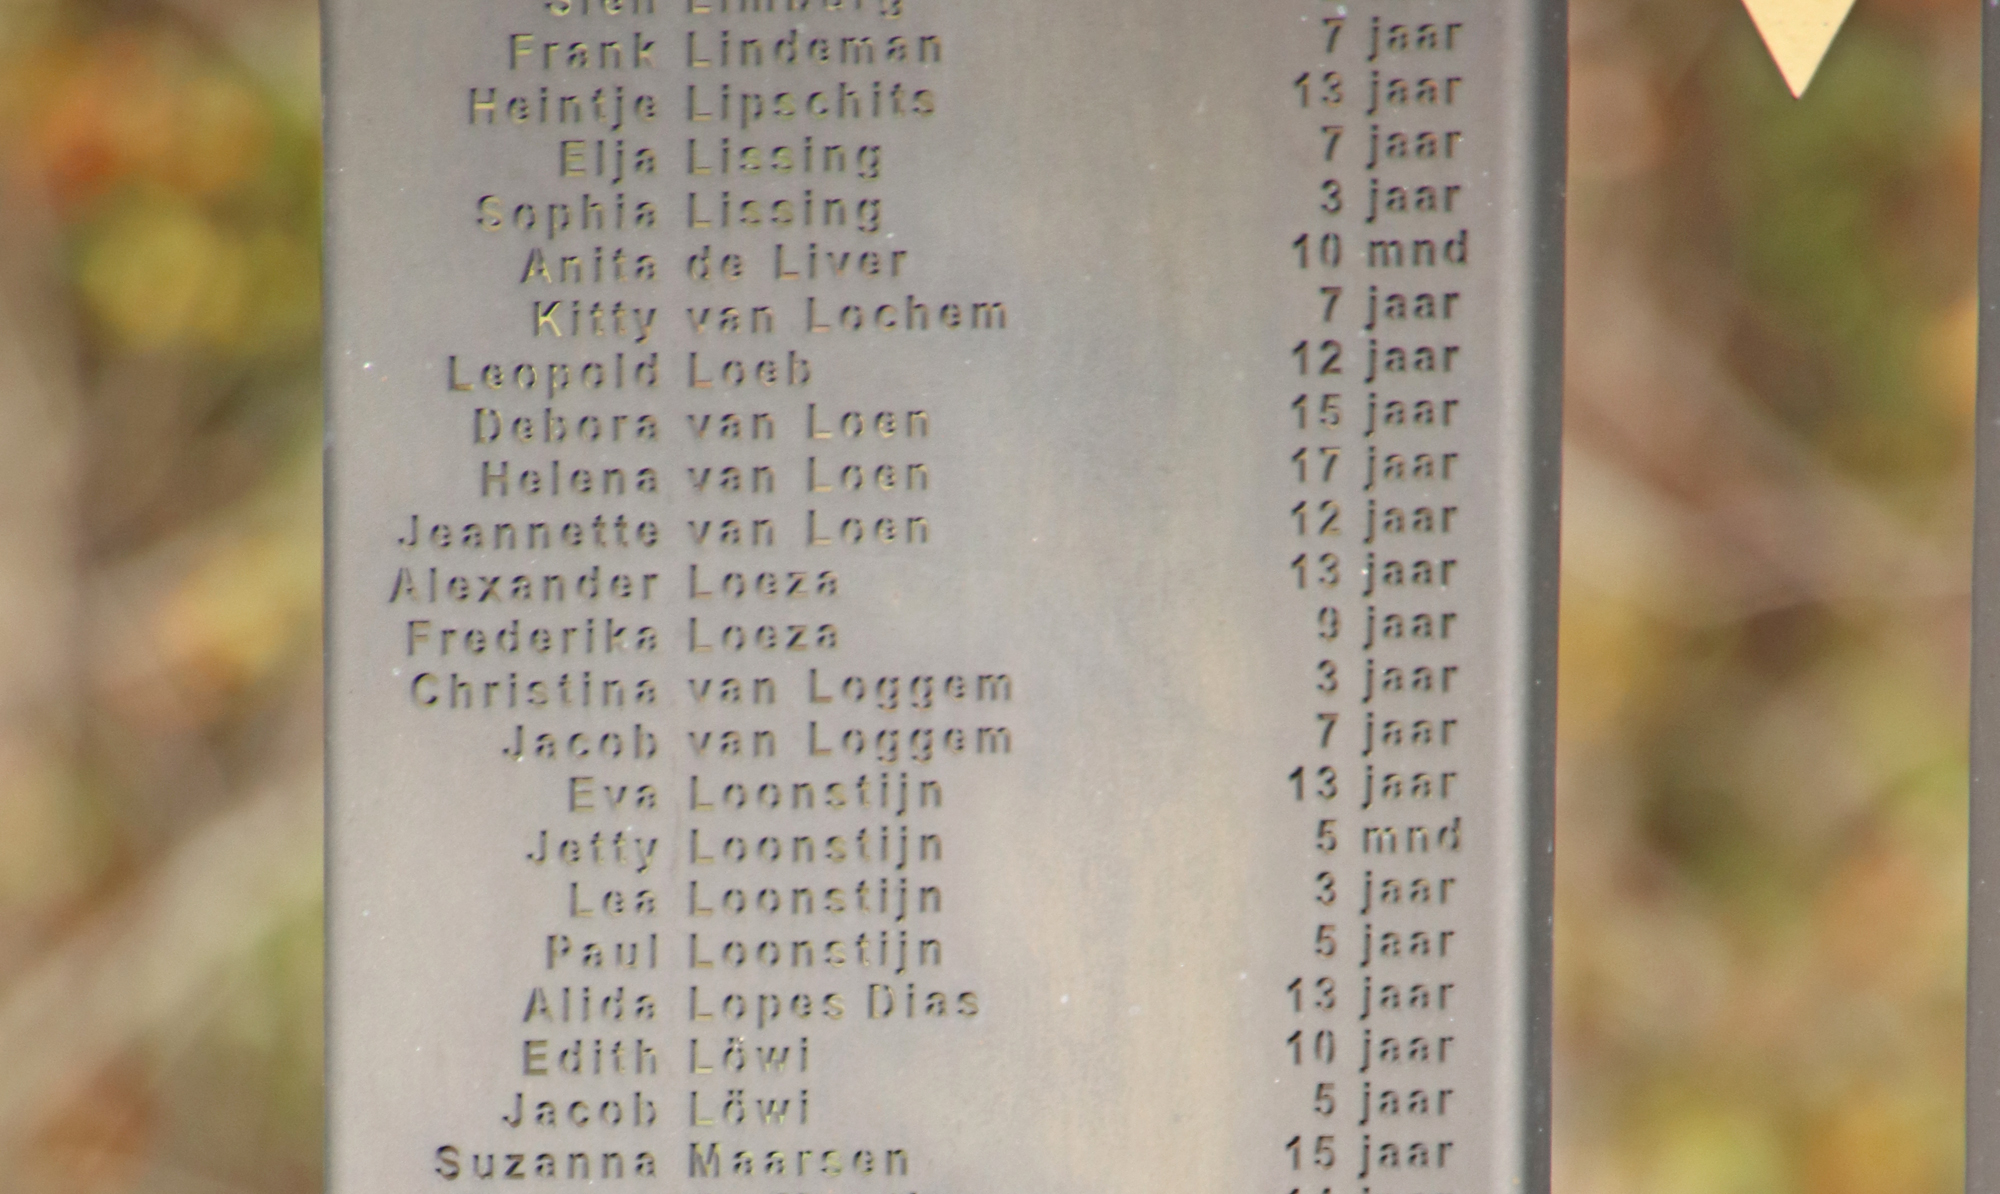 Sien Limburg
Frank Lindeman 7 jaar
Heintje Lipschits 13 jaar
Elja Lissing 7 jaar
Sophia Lissing 3 jaar
Anita de Liver 10 mnd
Kitty van Lochem 7 jaar
Leopold Loeb 12 jaar
Debora van Loen 15 jaar
Helena van Loen 17 jaar
Jeannette van Loen 12 jaar
Alexander Loeza 13 jaar
Frederika Loeza 9 jaar
Christina van Loggem 3 jaar
Jacob van Loggem 7 jaar
Eva Loonstijn 13 jaar
Jetty Loonstijn 5 mnd
Lea Loonstijn 3 jaar
Paul Loonstijn 5 jaar
Alida Lopes Dias 13 jaar
Edith Löwi 10 jaar
Jacob Löwi 5 jaar
Suzanna Maarsen 15 jaar